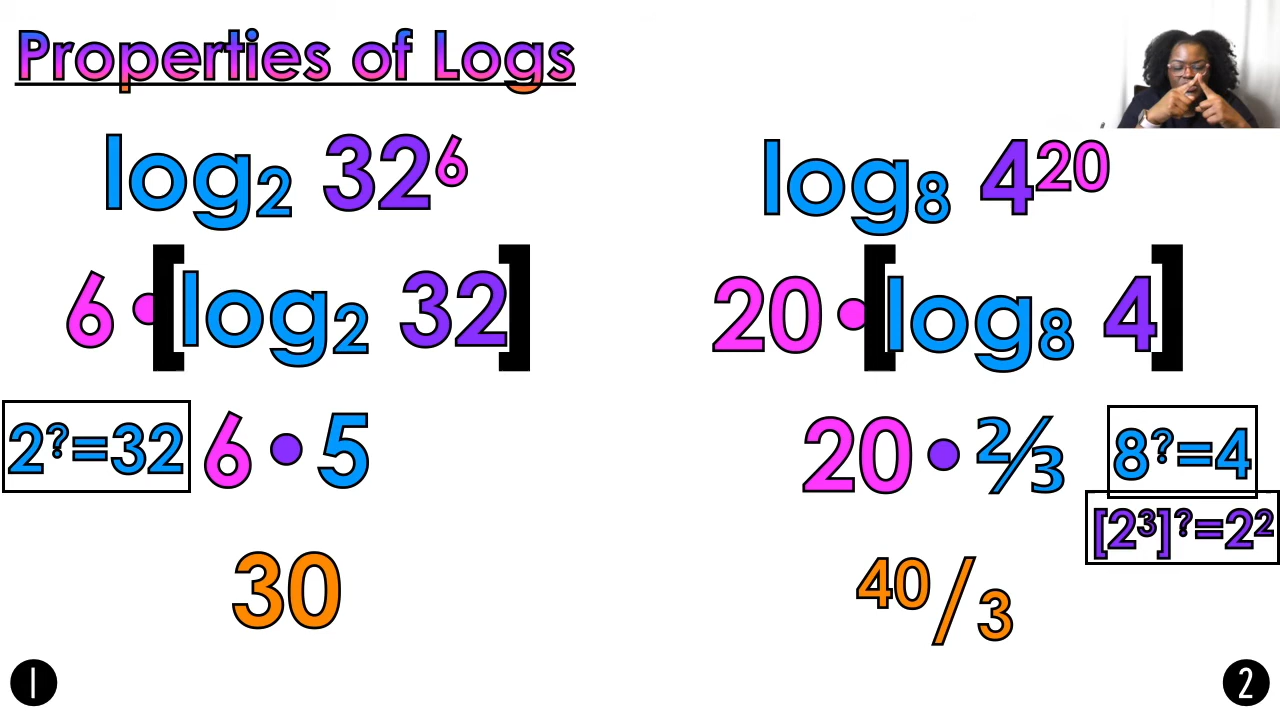 Properties of Logs
log₂ 32⁶
6 • [log₂ 32]
2?=32
6 • 5
30
1
log₈ 4²⁰
20 • [log₈ 4]
20 • ⅔
8?=4
[2³]?=2²
40/3
2